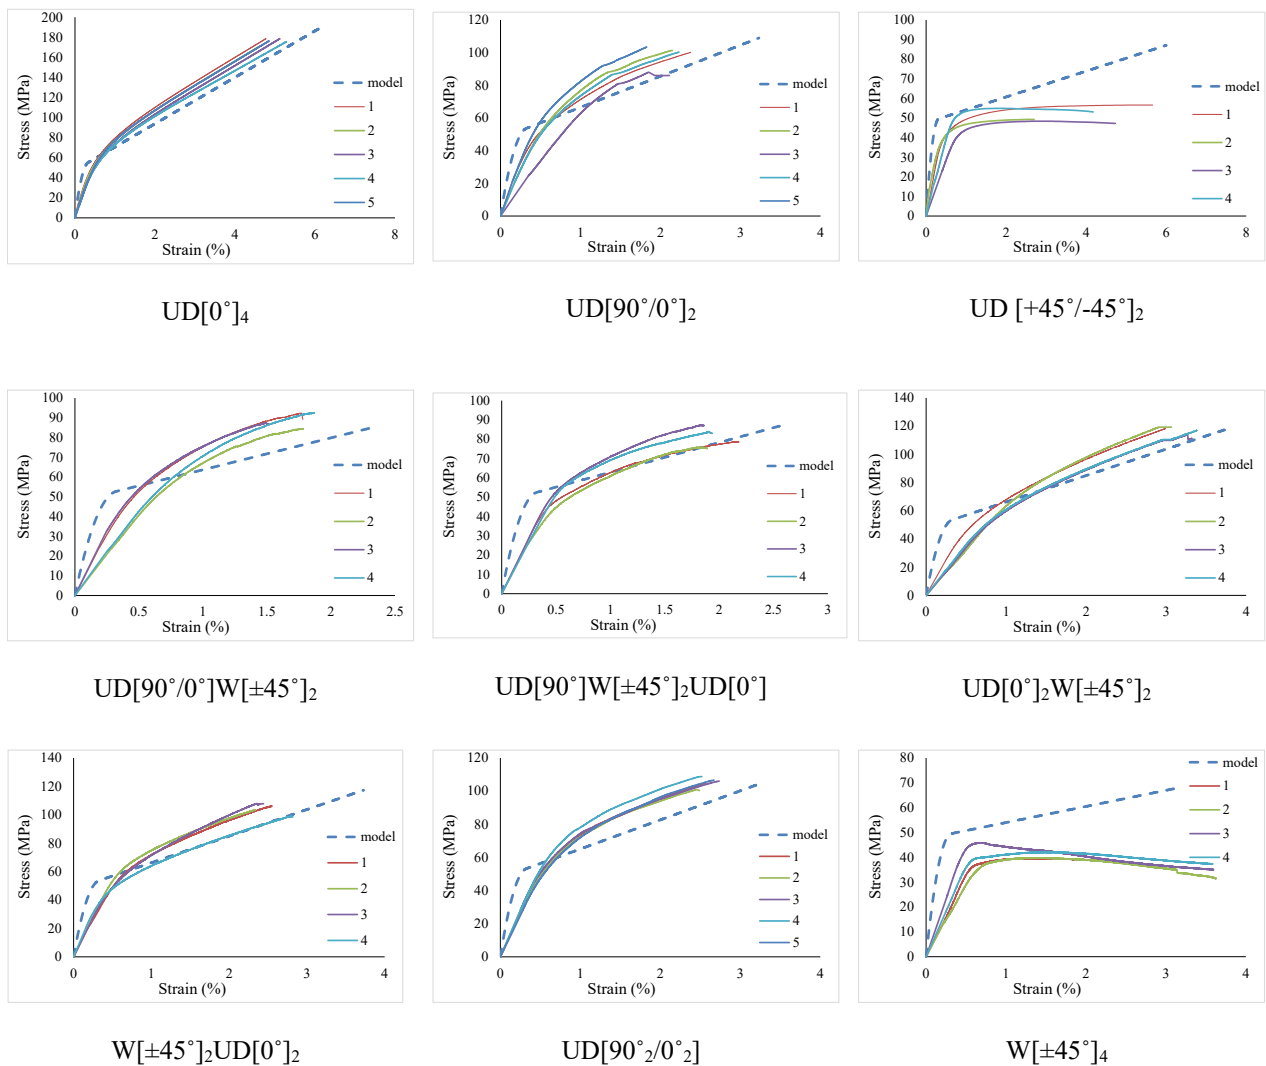 200
180
160
140
120
100
80
60
40
20
0
Stress (MPa)
0 2 4 6 8
Strain (%)
model
1
2
3
4
5
UD[0˚]₄
120
100
80
60
40
20
0
Stress (MPa)
0 1 2 3 4
Strain (%)
model
1
2
3
4
5
UD[90˚/0˚]₂
100
90
80
70
60
50
40
30
20
10
0
Stress (MPa)
0 2 4 6 8
Strain (%)
model
1
2
3
4
UD [+45˚/-45˚]₂
100
90
80
70
60
50
40
30
20
10
0
Stress (MPa)
0 0.5 1 1.5 2 2.5
Strain (%)
model
1
2
3
4
UD[90˚/0˚]W[±45˚]₂
100
90
80
70
60
50
40
30
20
10
0
Stress (MPa)
0 0.5 1 1.5 2 2.5 3
Strain (%)
model
1
2
3
4
UD[90˚]W[±45˚]₂UD[0˚]
140
120
100
80
60
40
20
0
Stress (MPa)
0 1 2 3 4
Strain (%)
model
1
2
3
4
UD[0˚]₂W[±45˚]₂
140
120
100
80
60
40
20
0
Stress (MPa)
0 1 2 3 4
Strain (%)
model
1
2
3
4
W[±45˚]₂UD[0˚]₂
120
100
80
60
40
20
0
Stress (MPa)
0 1 2 3 4
Strain (%)
model
1
2
3
4
5
UD[90˚₂/0˚₂]
80
70
60
50
40
30
20
10
0
Stress (MPa)
0 1 2 3 4
Strain (%)
model
1
2
3
4
W[±45˚]₄